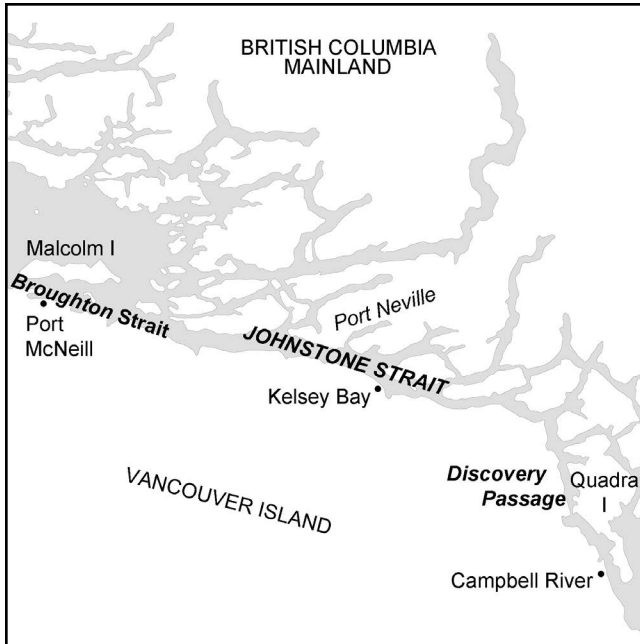 BRITISH COLUMBIA
MAINLAND
Malcolm I
Broughton Strait
Port
McNeill
Port Neville
JOHNSTONE STRAIT
Kelsey Bay
VANCOUVER ISLAND
Discovery
Passage
Quadra
I
Campbell River